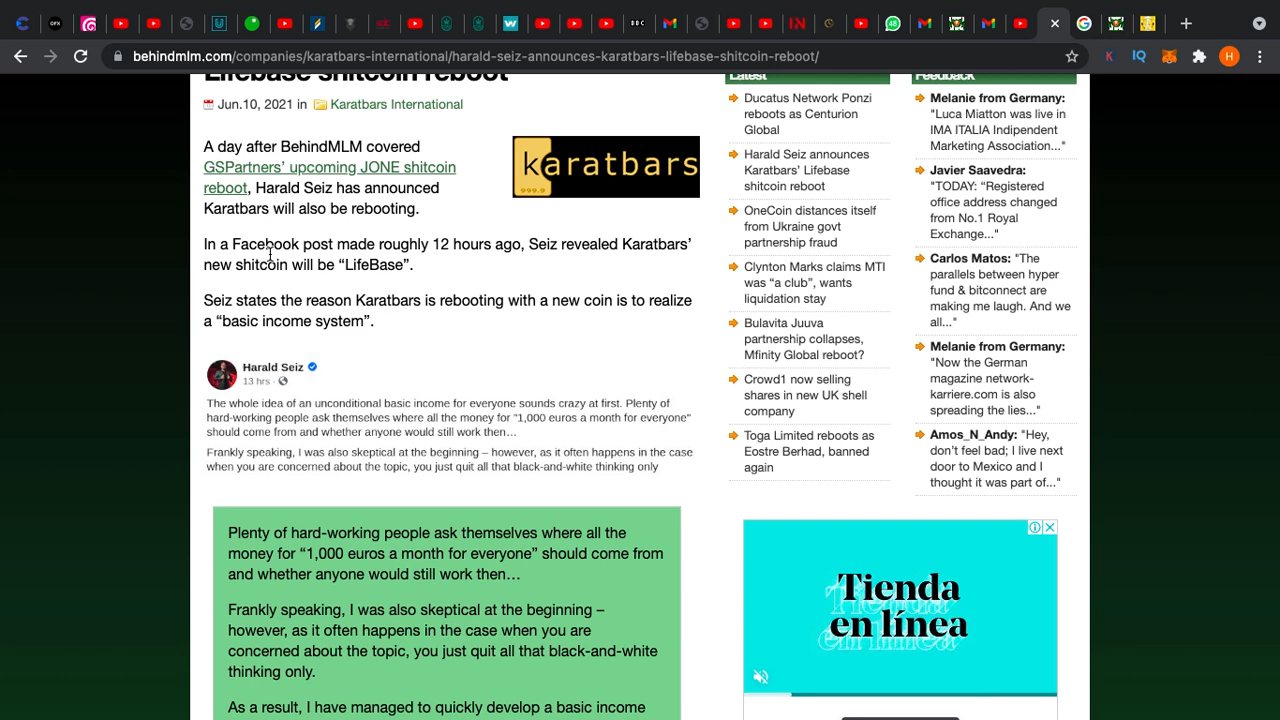 OFX
BBC
W
IN
48
behindmlm.com/companies/karatbars-international/harald-seiz-announces-karatbars-lifebase-shitcoin-reboot/
K
IQ
H
Lifebase shitcoin reboot
Jun.10, 2021 in Karatbars International
A day after BehindMLM covered
GSPartners’ upcoming JONE shitcoin
reboot, Harald Seiz has announced
Karatbars will also be rebooting.
karatbars
999.9
In a Facebook post made roughly 12 hours ago, Seiz revealed Karatbars’
new shitcoin will be “LifeBase”.
Seiz states the reason Karatbars is rebooting with a new coin is to realize
a “basic income system”.
Harald Seiz
13 hrs ·
The whole idea of an unconditional basic income for everyone sounds crazy at first. Plenty of
hard-working people ask themselves where all the money for "1,000 euros a month for everyone"
should come from and whether anyone would still work then…
Frankly speaking, I was also skeptical at the beginning – however, as it often happens in the case
when you are concerned about the topic, you just quit all that black-and-white thinking only
Plenty of hard-working people ask themselves where all the
money for “1,000 euros a month for everyone” should come from
and whether anyone would still work then…
Frankly speaking, I was also skeptical at the beginning –
however, as it often happens in the case when you are
concerned about the topic, you just quit all that black-and-white
thinking only.
As a result, I have managed to quickly develop a basic income
Latest
Ducatus Network Ponzi
reboots as Centurion
Global
Harald Seiz announces
Karatbars’ Lifebase
shitcoin reboot
OneCoin distances itself
from Ukraine govt
partnership fraud
Clynton Marks claims MTI
was “a club”, wants
liquidation stay
Bulavita Juuva
partnership collapses,
Mfinity Global reboot?
Crowd1 now selling
shares in new UK shell
company
Toga Limited reboots as
Eostre Berhad, banned
again
Feedback
Melanie from Germany:
"Luca Miatton was live in
IMA ITALIA Indipendent
Marketing Association..."
Javier Saavedra:
"TODAY: “Registered
office address changed
from No.1 Royal
Exchange..."
Carlos Matos: "The
parallels between hyper
fund & bitconnect are
making me laugh. And we
all..."
Melanie from Germany:
"Now the German
magazine network-
karriere.com is also
spreading the lies..."
Amos_N_Andy: "Hey,
don’t feel bad; I live next
door to Mexico and I
thought it was part of..."
Tienda
en línea